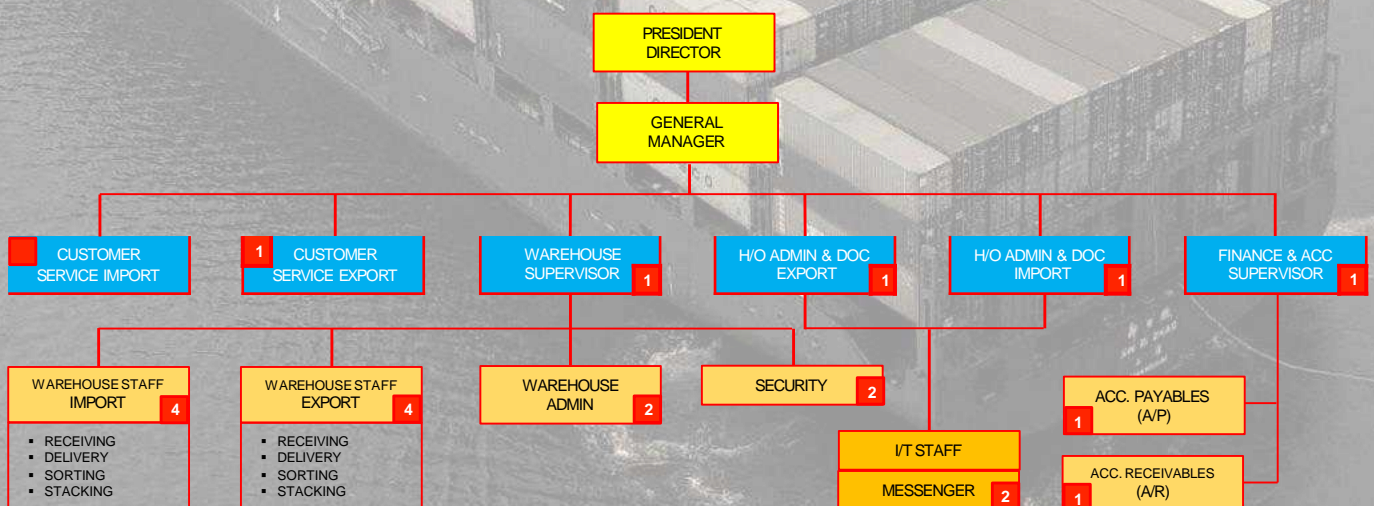 PRESIDENT
DIRECTOR
GENERAL
MANAGER
CUSTOMER
SERVICE IMPORT
1
CUSTOMER
SERVICE EXPORT
WAREHOUSE
SUPERVISOR
1
H/O ADMIN & DOC
EXPORT
1
H/O ADMIN & DOC
IMPORT
1
FINANCE & ACC
SUPERVISOR
1
WAREHOUSE STAFF
IMPORT
4
▪ RECEIVING
▪ DELIVERY
▪ SORTING
▪ STACKING
WAREHOUSE STAFF
EXPORT
4
▪ RECEIVING
▪ DELIVERY
▪ SORTING
▪ STACKING
WAREHOUSE
ADMIN
2
SECURITY
2
I/T STAFF
MESSENGER
2
ACC. PAYABLES
(A/P)
1
ACC. RECEIVABLES
(A/R)
1